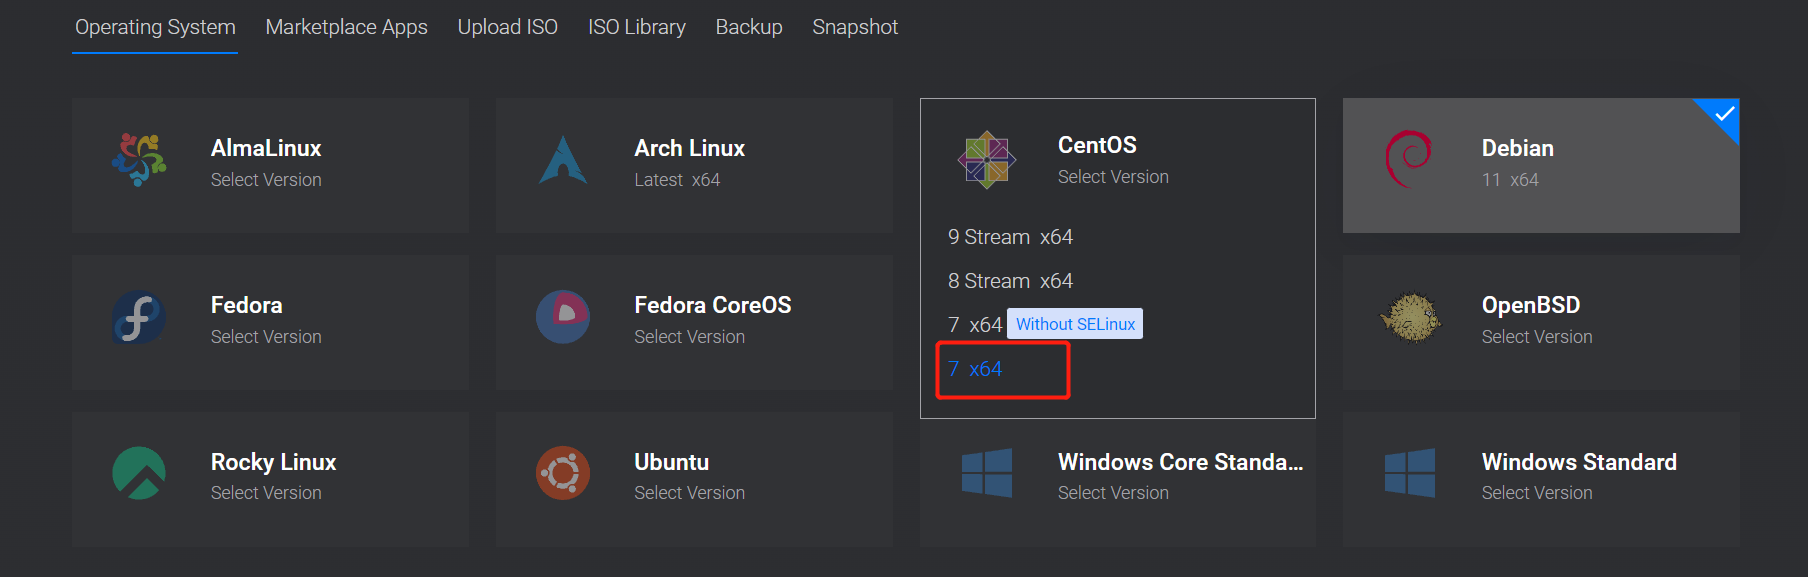 Operating System Marketplace Apps Upload ISO ISO Library Backup Snapshot
AlmaLinux
Select Version
Arch Linux
Latest x64
CentOS
Select Version
9 Stream x64
8 Stream x64
7 x64 Without SELinux
7 x64
Debian
11 x64
Fedora
Select Version
Fedora CoreOS
Select Version
OpenBSD
Select Version
Rocky Linux
Select Version
Ubuntu
Select Version
Windows Core Standa...
Select Version
Windows Standard
Select Version